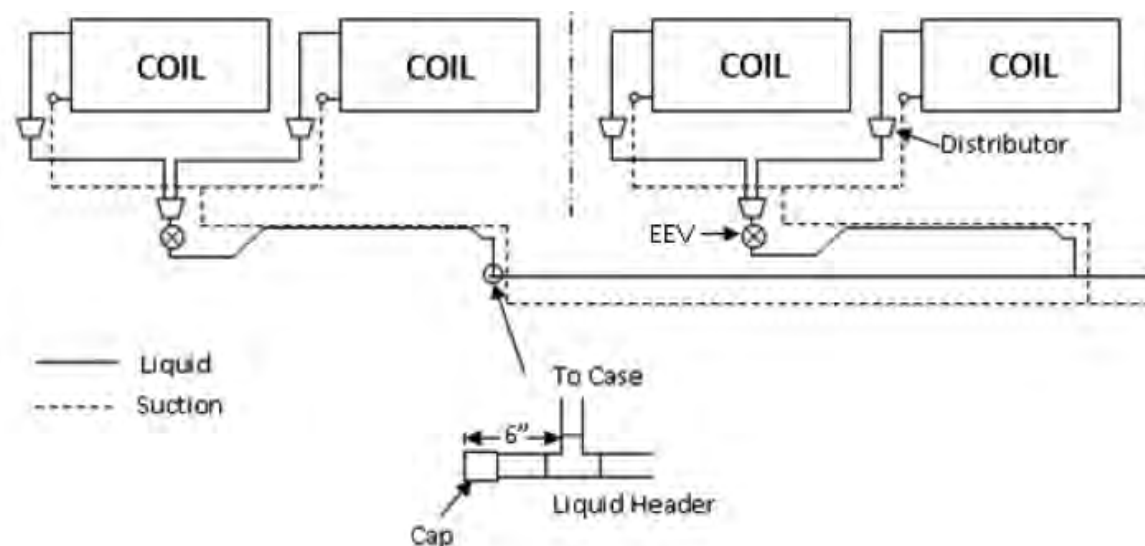 COIL
COIL
COIL
COIL
Distributor
EEV
Liquid
Suction
To Case
6"
Liquid Header
Cap